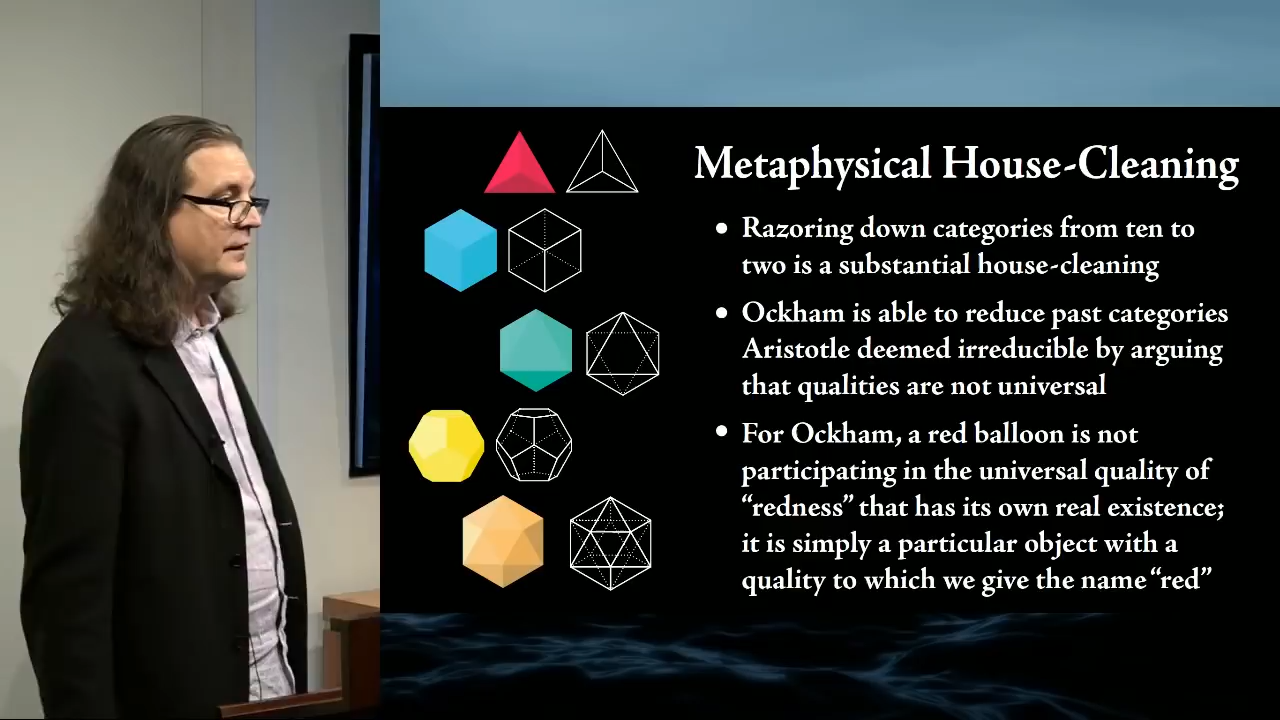 Metaphysical House-Cleaning
• Razoring down categories from ten to
two is a substantial house-cleaning
• Ockham is able to reduce past categories
Aristotle deemed irreducible by arguing
that qualities are not universal
• For Ockham, a red balloon is not
participating in the universal quality of
“redness” that has its own real existence;
it is simply a particular object with a
quality to which we give the name “red”